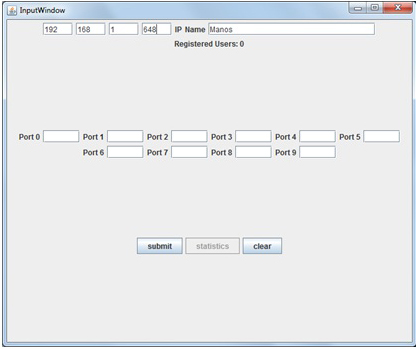 InputWindow
192 168 1 648 IP Name Manos
Registered Users: 0
Port 0 Port 1 Port 2 Port 3 Port 4 Port 5
Port 6 Port 7 Port 8 Port 9
submit statistics clear